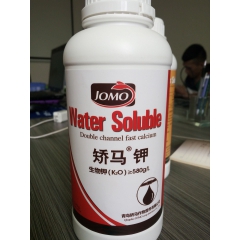 JOMO
Water Soluble
Double channel fast calcium
矫马®钾
生物钾(K₂O)≥580g/L